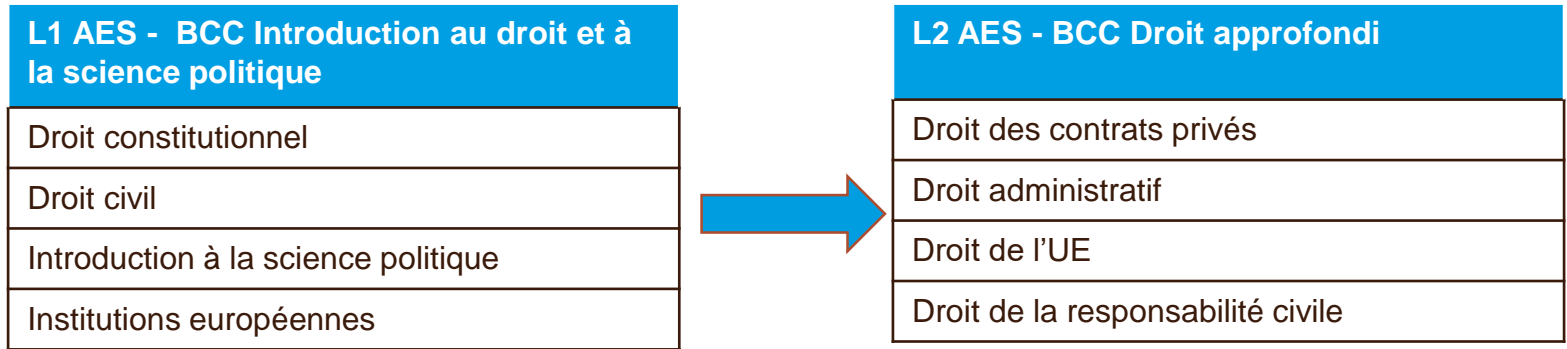 L1 AES - BCC Introduction au droit et à
la science politique
Droit constitutionnel
Droit civil
Introduction à la science politique
Institutions européennes
L2 AES - BCC Droit approfondi
Droit des contrats privés
Droit administratif
Droit de l'UE
Droit de la responsabilité civile